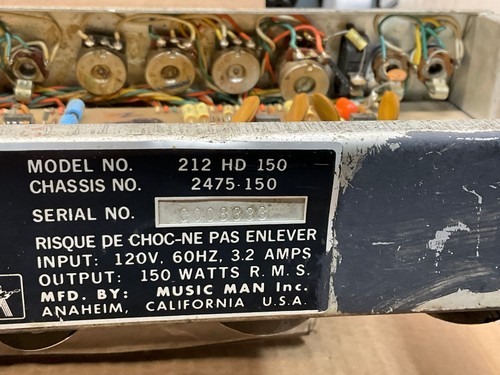 MODEL NO. 212 HD 150
CHASSIS NO. 2475-150
SERIAL NO.
RISQUE DE CHOC-NE PAS ENLEVER
INPUT: 120V, 60HZ, 3.2 AMPS
OUTPUT: 150 WATTS R.M.S.
MFD. BY: MUSIC MAN Inc.
ANAHEIM, CALIFORNIA U.S.A.